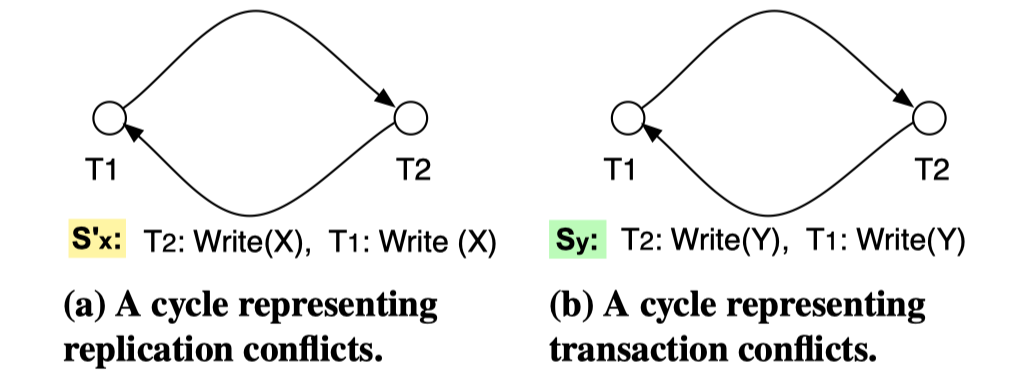 T1 T2
S'x: T2: Write(X), T1: Write (X)
(a) A cycle representing
replication conflicts.
T1 T2
Sy: T2: Write(Y), T1: Write(Y)
(b) A cycle representing
transaction conflicts.